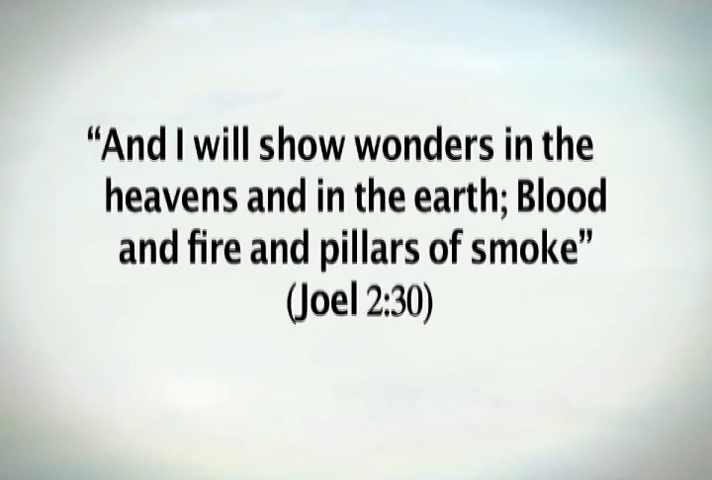 “And I will show wonders in the
heavens and in the earth; Blood
and fire and pillars of smoke”
(Joel 2:30)